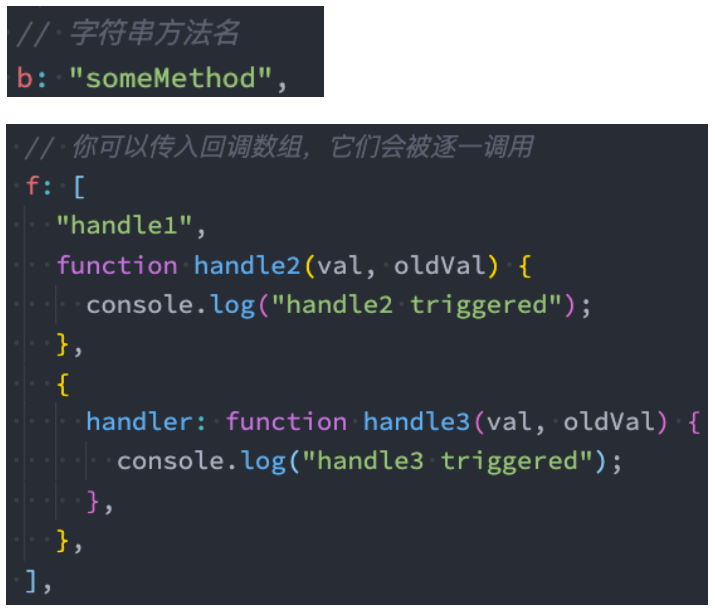 // 字符串方法名
b: "someMethod",
// 你可以传入回调数组，它们会被逐一调用
f: [
"handle1",
function handle2(val, oldVal) {
console.log("handle2 triggered");
},
{
handler: function handle3(val, oldVal) {
console.log("handle3 triggered");
},
},
],